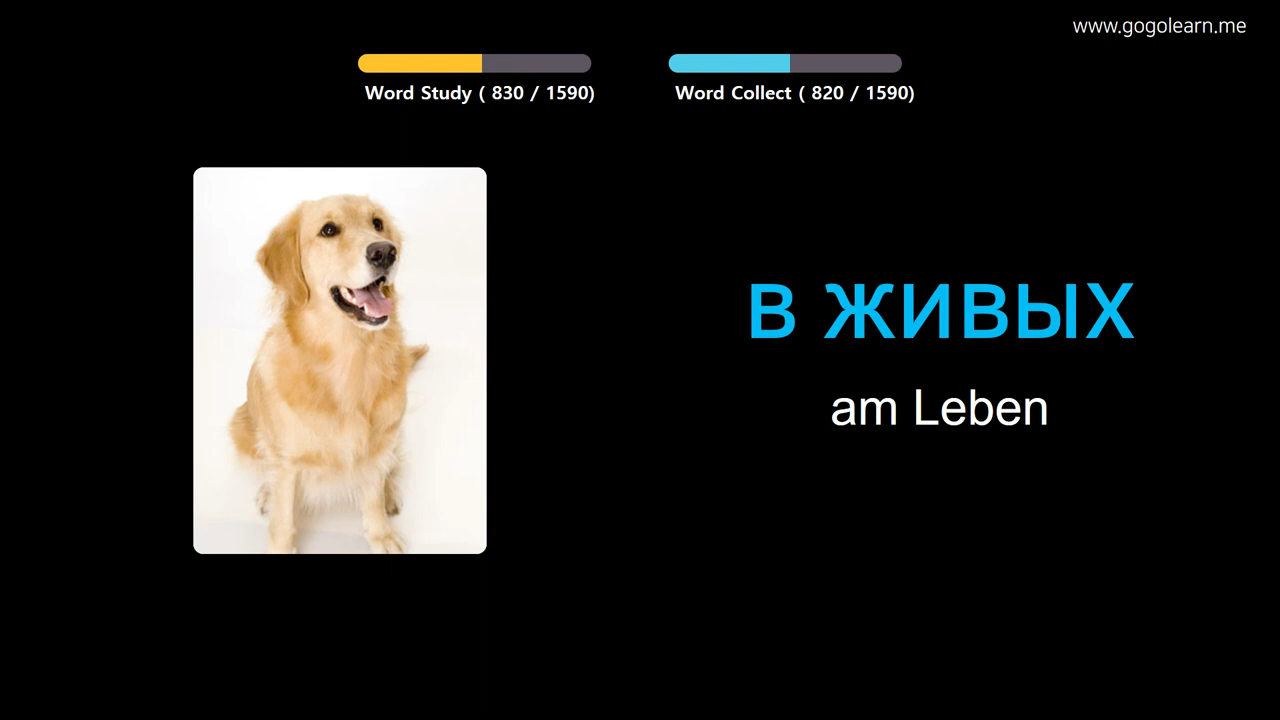 www.gogolearn.me
Word Study ( 830 / 1590)
Word Collect ( 820 / 1590)
в живых
am Leben